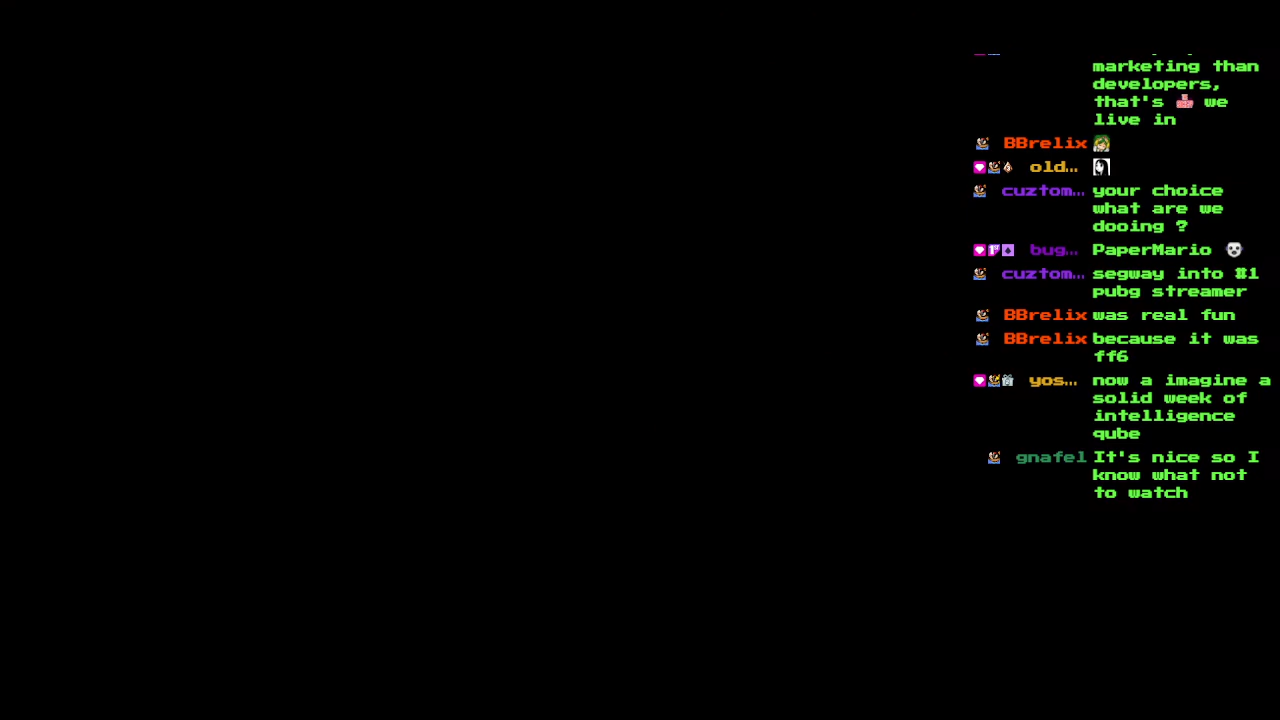 marketing than
developers,
that's we
live in
BBrelix
old…
cuztom… your choice
what are we
dooing ?
bug… PaperMario
cuztom… segway into #1
pubg streamer
BBrelix was real fun
BBrelix because it was
ff6
yos… now a imagine a
solid week of
intelligence
qube
gnafel It's nice so I
know what not
to watch